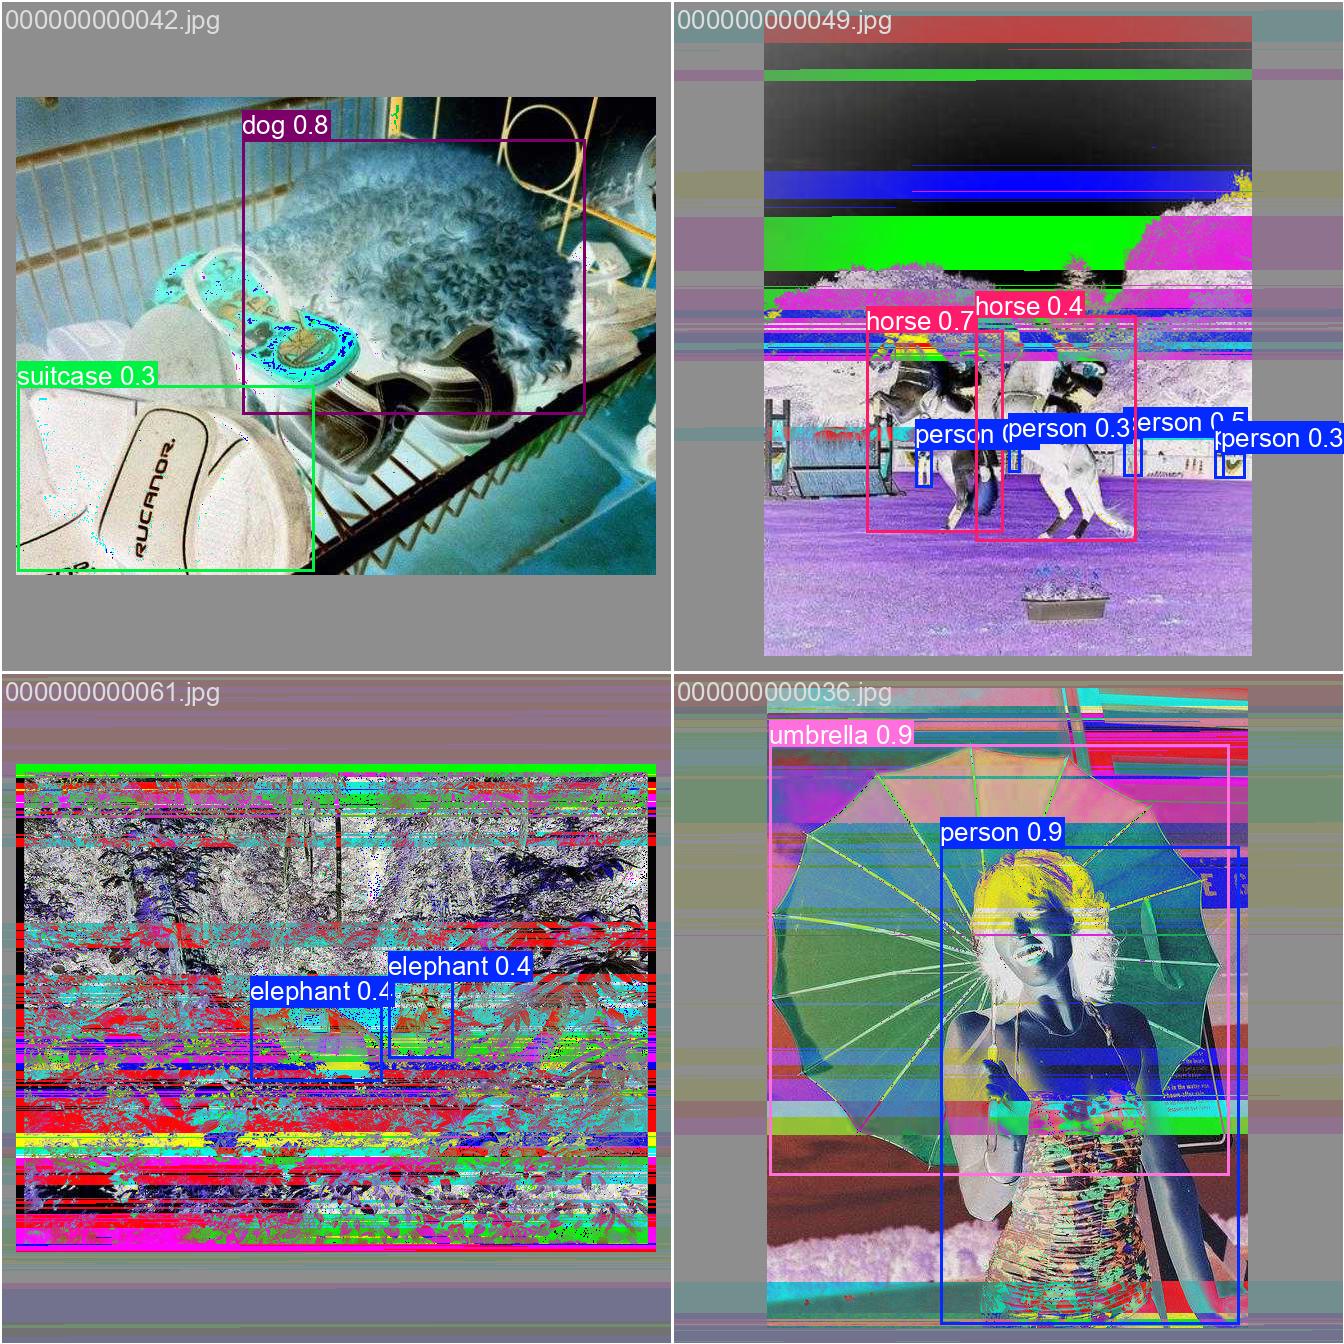 000000000042.jpg
dog 0.8
suitcase 0.3
RUCANOR.
000000000049.jpg
horse 0.7
horse 0.4
person 0
person 0.3
erson 0.5
person 0.3
000000000061.jpg
elephant 0.4
elephant 0.4
000000000036.jpg
umbrella 0.9
person 0.9